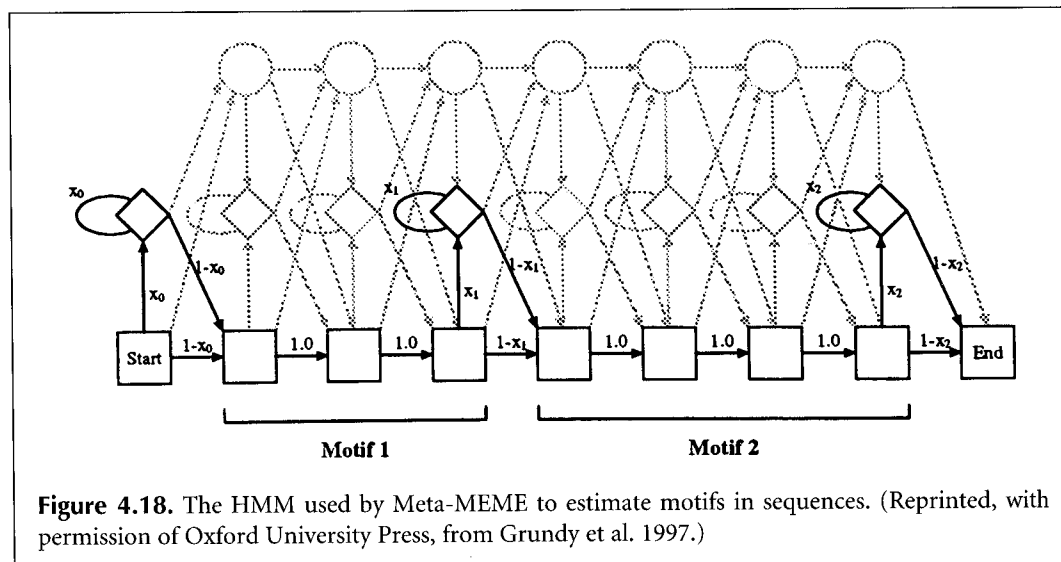 x₀
x₁
x₂
1-x₀
1-x₁
1-x₂
x₀
x₁
x₂
Start
1-x₀
1.0
1.0
1-x₁
1.0
1.0
1.0
1-x₂
End
Motif 1
Motif 2
Figure 4.18. The HMM used by Meta-MEME to estimate motifs in sequences. (Reprinted, with
permission of Oxford University Press, from Grundy et al. 1997.)